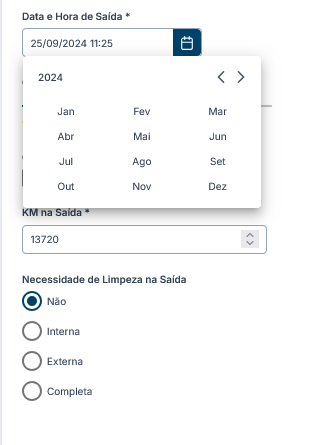 Data e Hora de Saída *
25/09/2024 11:25
2024
Jan Fev Mar
Abr Mai Jun
Jul Ago Set
Out Nov Dez
KM na Saída *
13720
Necessidade de Limpeza na Saída
Não
Interna
Externa
Completa